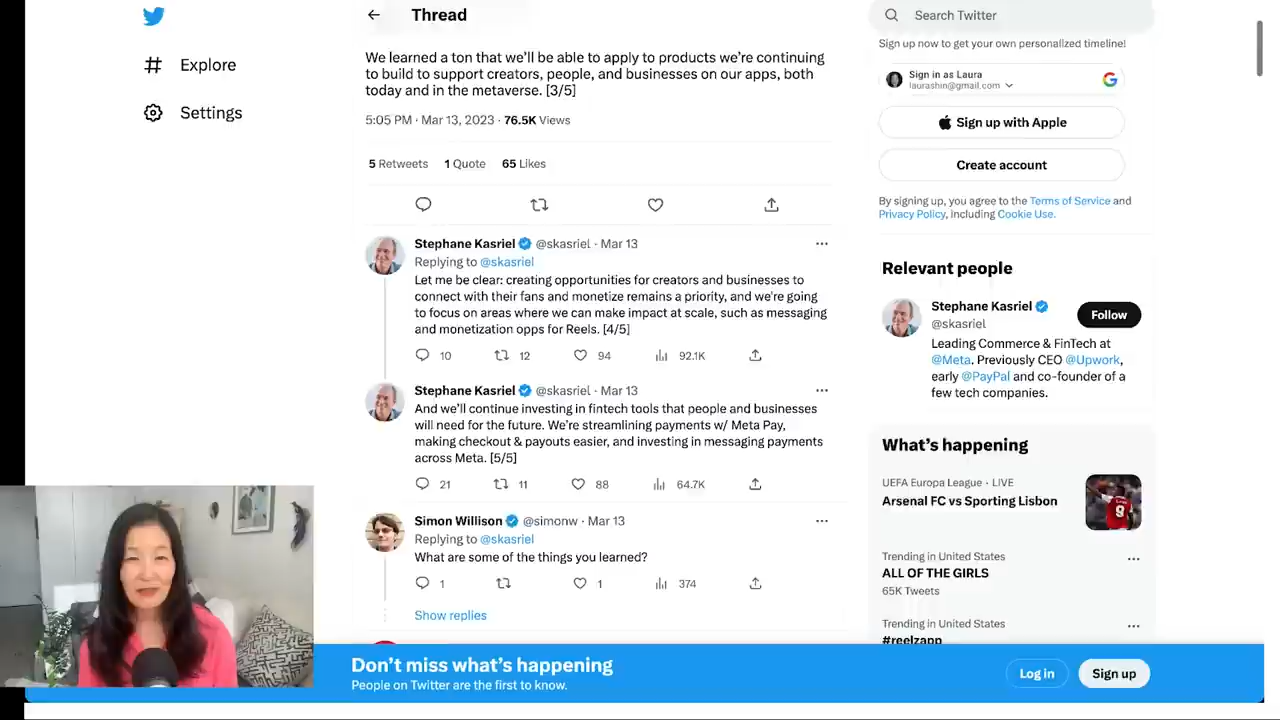 Explore
Settings
Thread
We learned a ton that we'll be able to apply to products we're continuing
to build to support creators, people, and businesses on our apps, both
today and in the metaverse. [3/5]
5:05 PM · Mar 13, 2023 · 76.5K Views
5 Retweets 1 Quote 65 Likes
Stephane Kasriel @skasriel · Mar 13
Replying to @skasriel
Let me be clear: creating opportunities for creators and businesses to
connect with their fans and monetize remains a priority, and we're going
to focus on areas where we can make impact at scale, such as messaging
and monetization opps for Reels. [4/5]
10 12 94 92.1K
Stephane Kasriel @skasriel · Mar 13
And we'll continue investing in fintech tools that people and businesses
will need for the future. We're streamlining payments w/ Meta Pay,
making checkout & payouts easier, and investing in messaging payments
across Meta. [5/5]
21 11 88 64.7K
Simon Willison @simonw · Mar 13
Replying to @skasriel
What are some of the things you learned?
1 1 374
Show replies
Search Twitter
Sign up now to get your own personalized timeline!
Sign in as Laura
laurashin@gmail.com
Sign up with Apple
Create account
By signing up, you agree to the Terms of Service and
Privacy Policy, including Cookie Use.
Relevant people
Stephane Kasriel
@skasriel
Follow
Leading Commerce & FinTech at
@Meta. Previously CEO @Upwork,
early @PayPal and co-founder of a
few tech companies.
What's happening
UEFA Europa League · LIVE
Arsenal FC vs Sporting Lisbon
Trending in United States
ALL OF THE GIRLS
65K Tweets
Trending in United States
#reelzapp
Don't miss what's happening
People on Twitter are the first to know.
Log in
Sign up